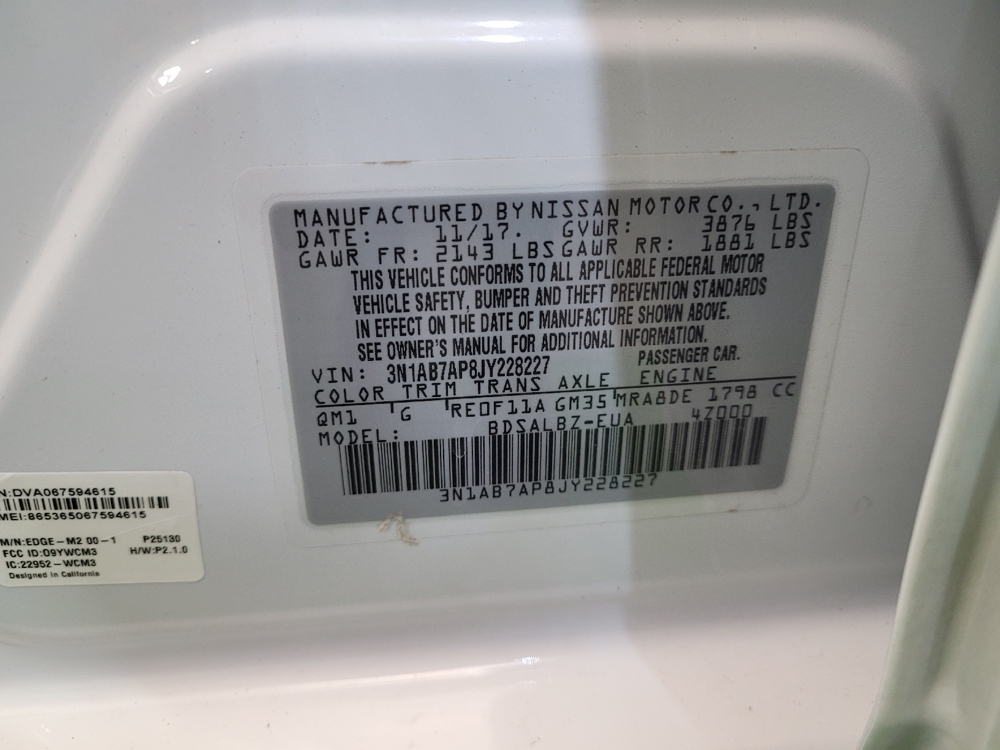 MANUFACTURED BY NISSAN MOTOR CO., LTD.
DATE: 11/17. GVWR: 3876 LBS
GAWR FR: 2143 LBS GAWR RR: 1881 LBS
THIS VEHICLE CONFORMS TO ALL APPLICABLE FEDERAL MOTOR
VEHICLE SAFETY, BUMPER AND THEFT PREVENTION STANDARDS
IN EFFECT ON THE DATE OF MANUFACTURE SHOWN ABOVE.
SEE OWNER'S MANUAL FOR ADDITIONAL INFORMATION.
VIN: 3N1AB7AP8JY228227 PASSENGER CAR.
COLOR TRIM TRANS AXLE ENGINE
QM1 G RE0F11A GM35 MRA8DE 1798 CC
MODEL: BDSALBZ-EUA 4Z000
3N1AB7AP8JY228227
N:DVA067594615
MEI:865365067594615
M/N:EDGE-M2 00-1 P25130
FCC ID:O9YWCM3 H/W:P2.1.0
IC:22952-WCM3
Designed in California